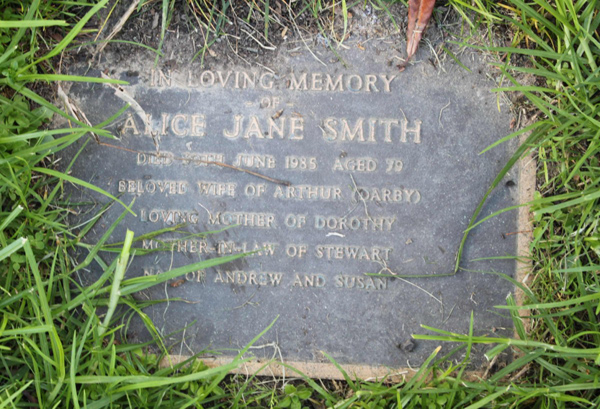 IN LOVING MEMORY
OF
ALICE JANE SMITH
DIED JUNE 1985 AGED 79
BELOVED WIFE OF ARTHUR (DARBY)
LOVING MOTHER OF DOROTHY
MOTHER-IN-LAW OF STEWART
OF ANDREW AND SUSAN